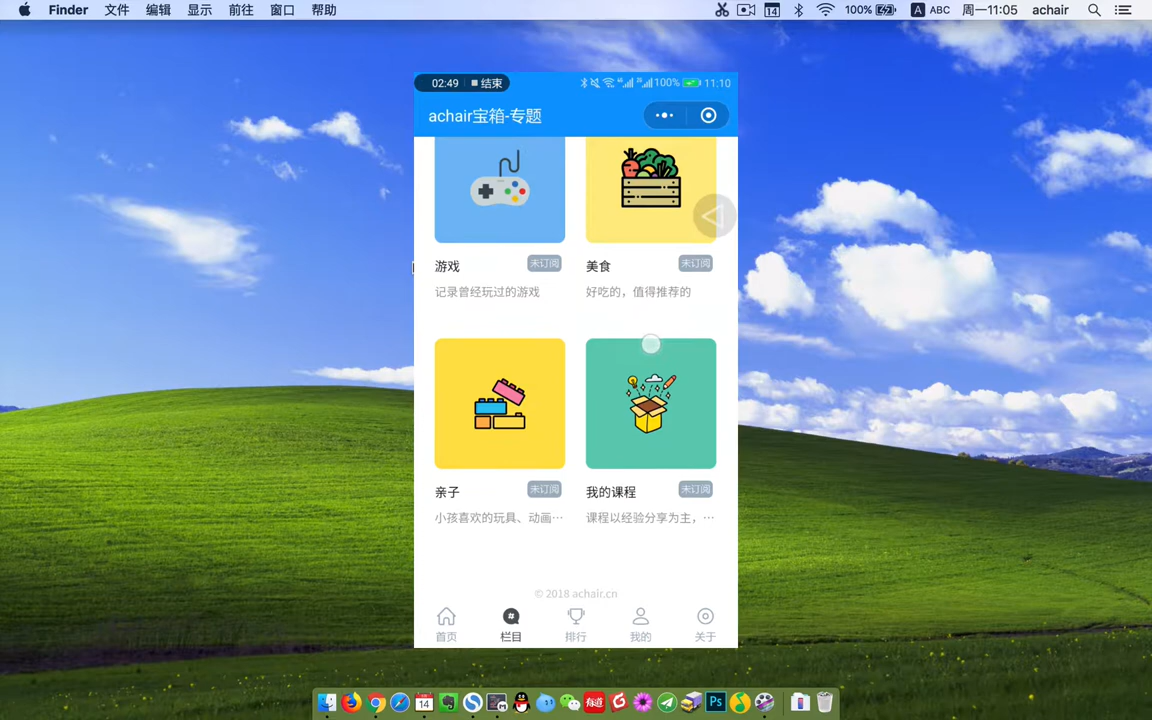 Finder 文件 编辑 显示 前往 窗口 帮助 14 100% A ABC 周一11:05 achair
02:49 结束 100% 11:10
achair宝箱-专题
游戏 未订阅 美食 未订阅
记录曾经玩过的游戏 好吃的，值得推荐的
亲子 未订阅 我的课程 未订阅
小孩喜欢的玩具、动画… 课程以经验分享为主，…
© 2018 achair.cn
首页 栏目 排行 我的 关于
14 有道 Ps